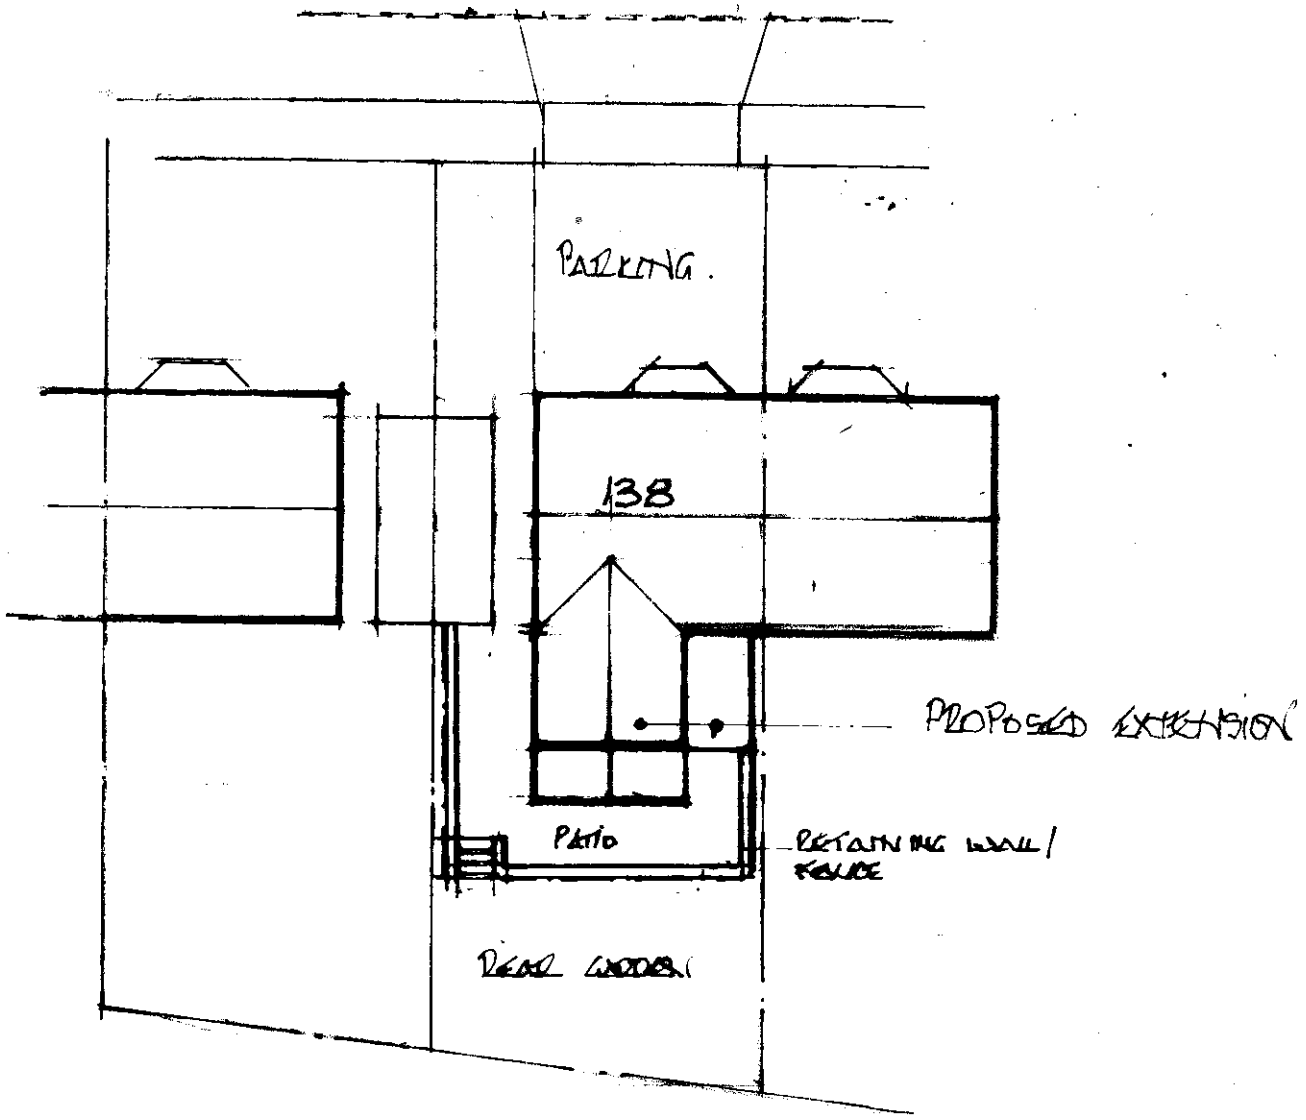 PARKING.
138
PROPOSED EXTENSION
PATIO
RETAINING WALL/
FENCE
REAR GARDEN